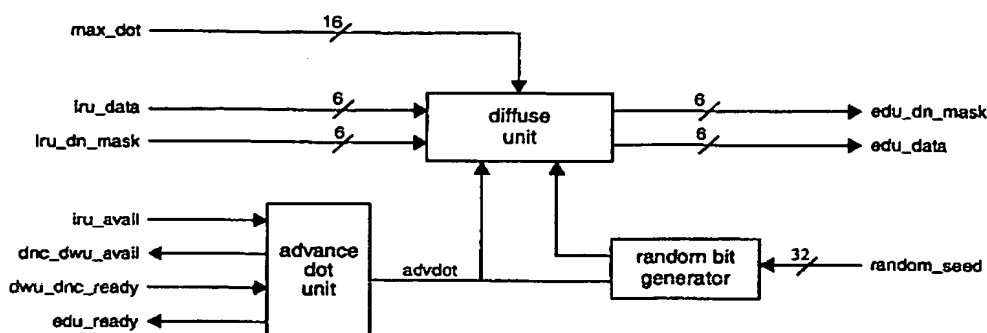 max_dot
16
iru_data
6
iru_dn_mask
6
diffuse
unit
6
edu_dn_mask
6
edu_data
iru_avail
dnc_dwu_avail
dwu_dnc_ready
edu_ready
advance
dot
unit
advdot
random bit
generator
32
random_seed